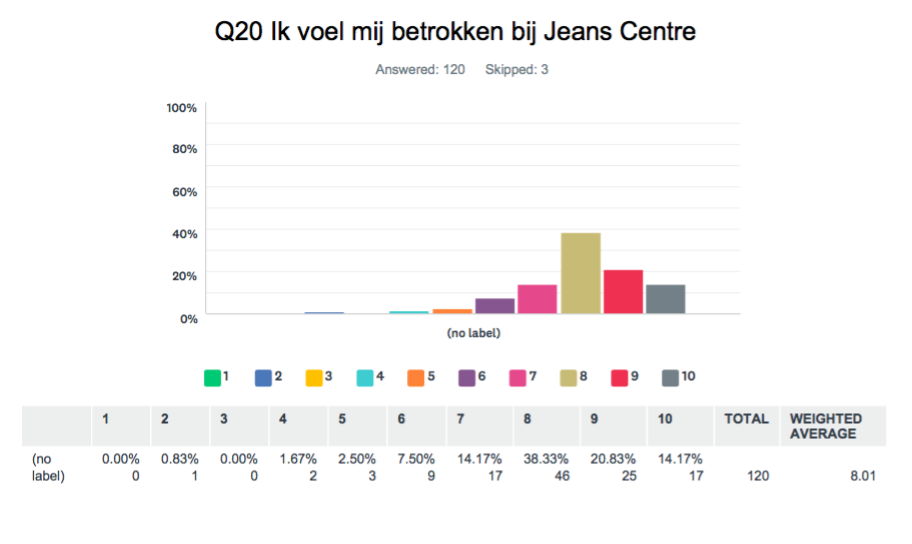 Q20 Ik voel mij betrokken bij Jeans Centre
Answered: 120 Skipped: 3
100%
80%
60%
40%
20%
0%
(no label)
1 2 3 4 5 6 7 8 9 10
1 2 3 4 5 6 7 8 9 10 TOTAL WEIGHTED
AVERAGE
(no 0.00% 0.83% 0.00% 1.67% 2.50% 7.50% 14.17% 38.33% 20.83% 14.17%
label) 0 1 0 2 3 9 17 46 25 17 120 8.01